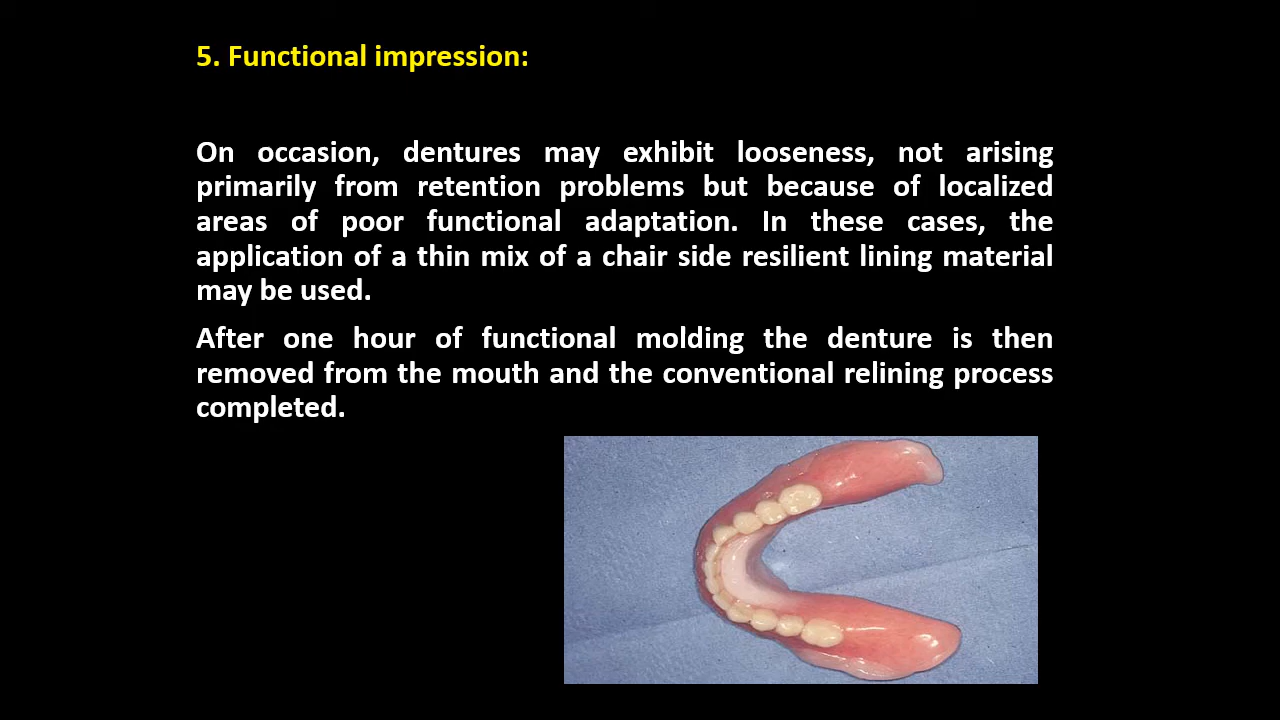 5. Functional impression:
On occasion, dentures may exhibit looseness, not arising
primarily from retention problems but because of localized
areas of poor functional adaptation. In these cases, the
application of a thin mix of a chair side resilient lining material
may be used.
After one hour of functional molding the denture is then
removed from the mouth and the conventional relining process
completed.